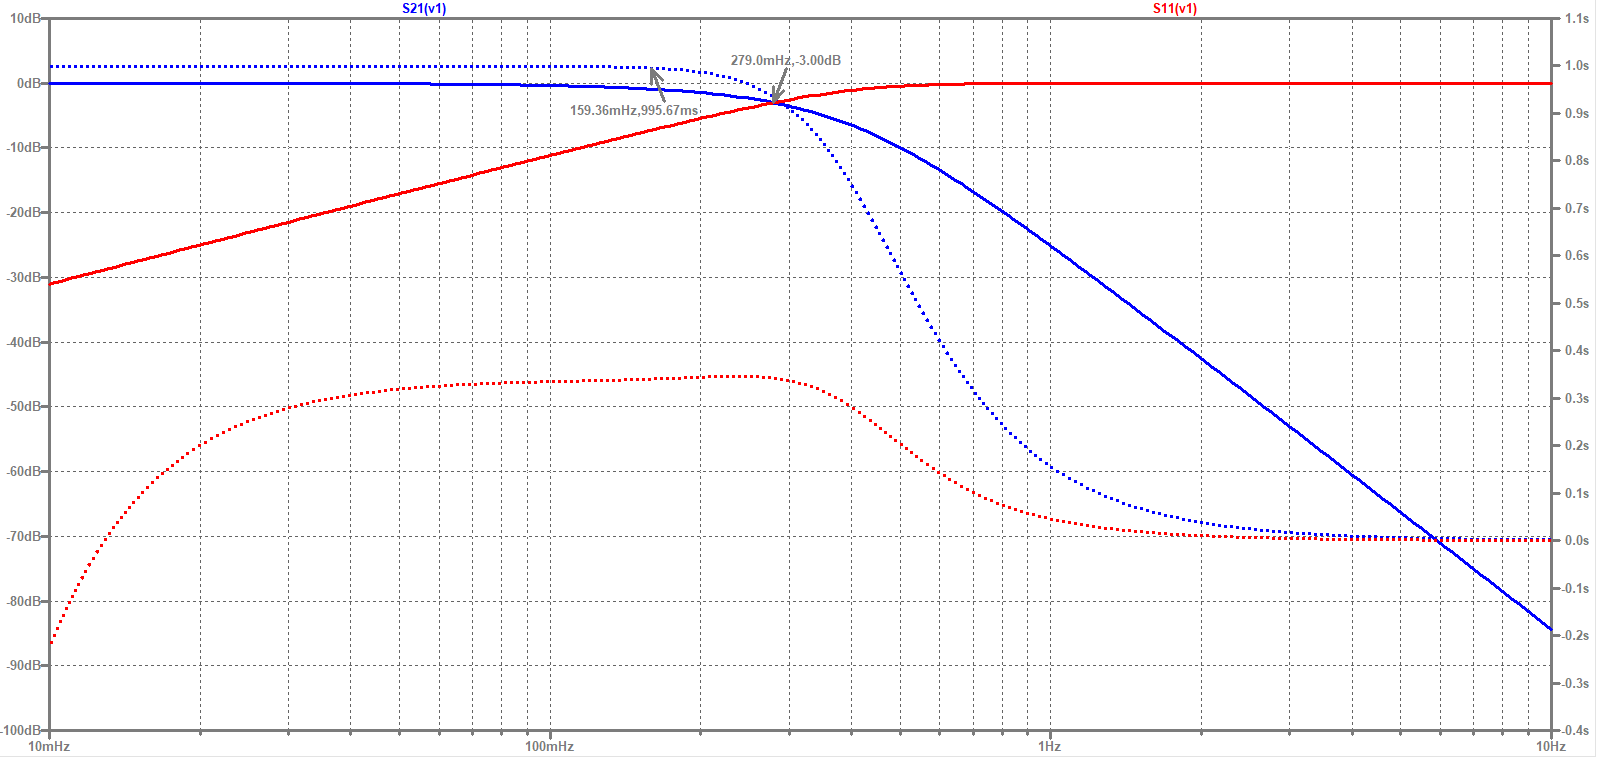 S21(v1) S11(v1)
10dB 1.1s
279.0mHz,-3.00dB
1.0s
0dB
159.36mHz,995.67ms
0.9s
-10dB
0.8s
-20dB 0.7s
0.6s
-30dB
0.5s
-40dB 0.4s
-50dB 0.3s
0.2s
-60dB
0.1s
-70dB 0.0s
-80dB -0.1s
-0.2s
-90dB
-0.3s
-100dB -0.4s
10mHz 100mHz 1Hz 10Hz